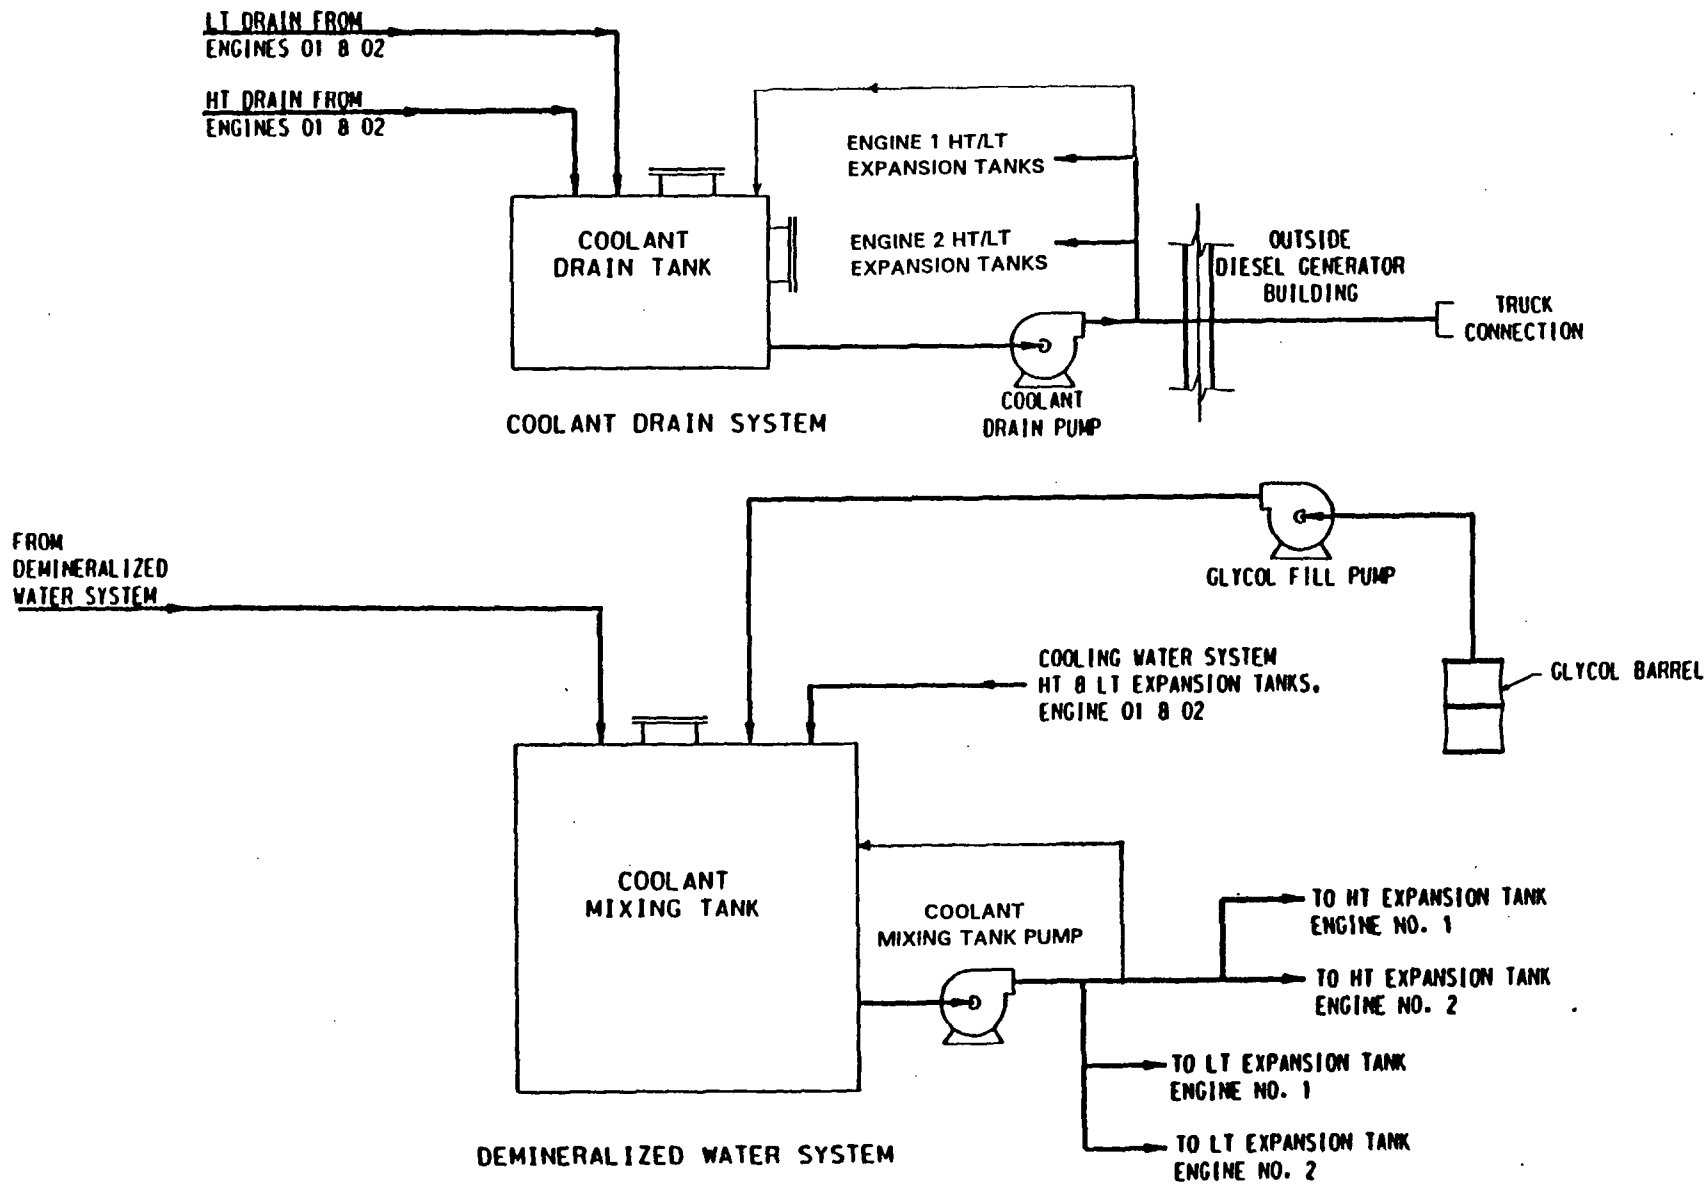 LT DRAIN FROM
ENGINES 01 & 02
HT DRAIN FROM
ENGINES 01 & 02
ENGINE 1 HT/LT
EXPANSION TANKS
COOLANT
DRAIN TANK
ENGINE 2 HT/LT
EXPANSION TANKS
OUTSIDE
DIESEL GENERATOR
BUILDING
TRUCK
CONNECTION
COOLANT
DRAIN PUMP
COOLANT DRAIN SYSTEM
FROM
DEMINERALIZED
WATER SYSTEM
GLYCOL FILL PUMP
COOLING WATER SYSTEM
HT & LT EXPANSION TANKS.
ENGINE 01 & 02
GLYCOL BARREL
COOLANT
MIXING TANK
COOLANT
MIXING TANK PUMP
TO HT EXPANSION TANK
ENGINE NO. 1
TO HT EXPANSION TANK
ENGINE NO. 2
TO LT EXPANSION TANK
ENGINE NO. 1
TO LT EXPANSION TANK
ENGINE NO. 2
DEMINERALIZED WATER SYSTEM